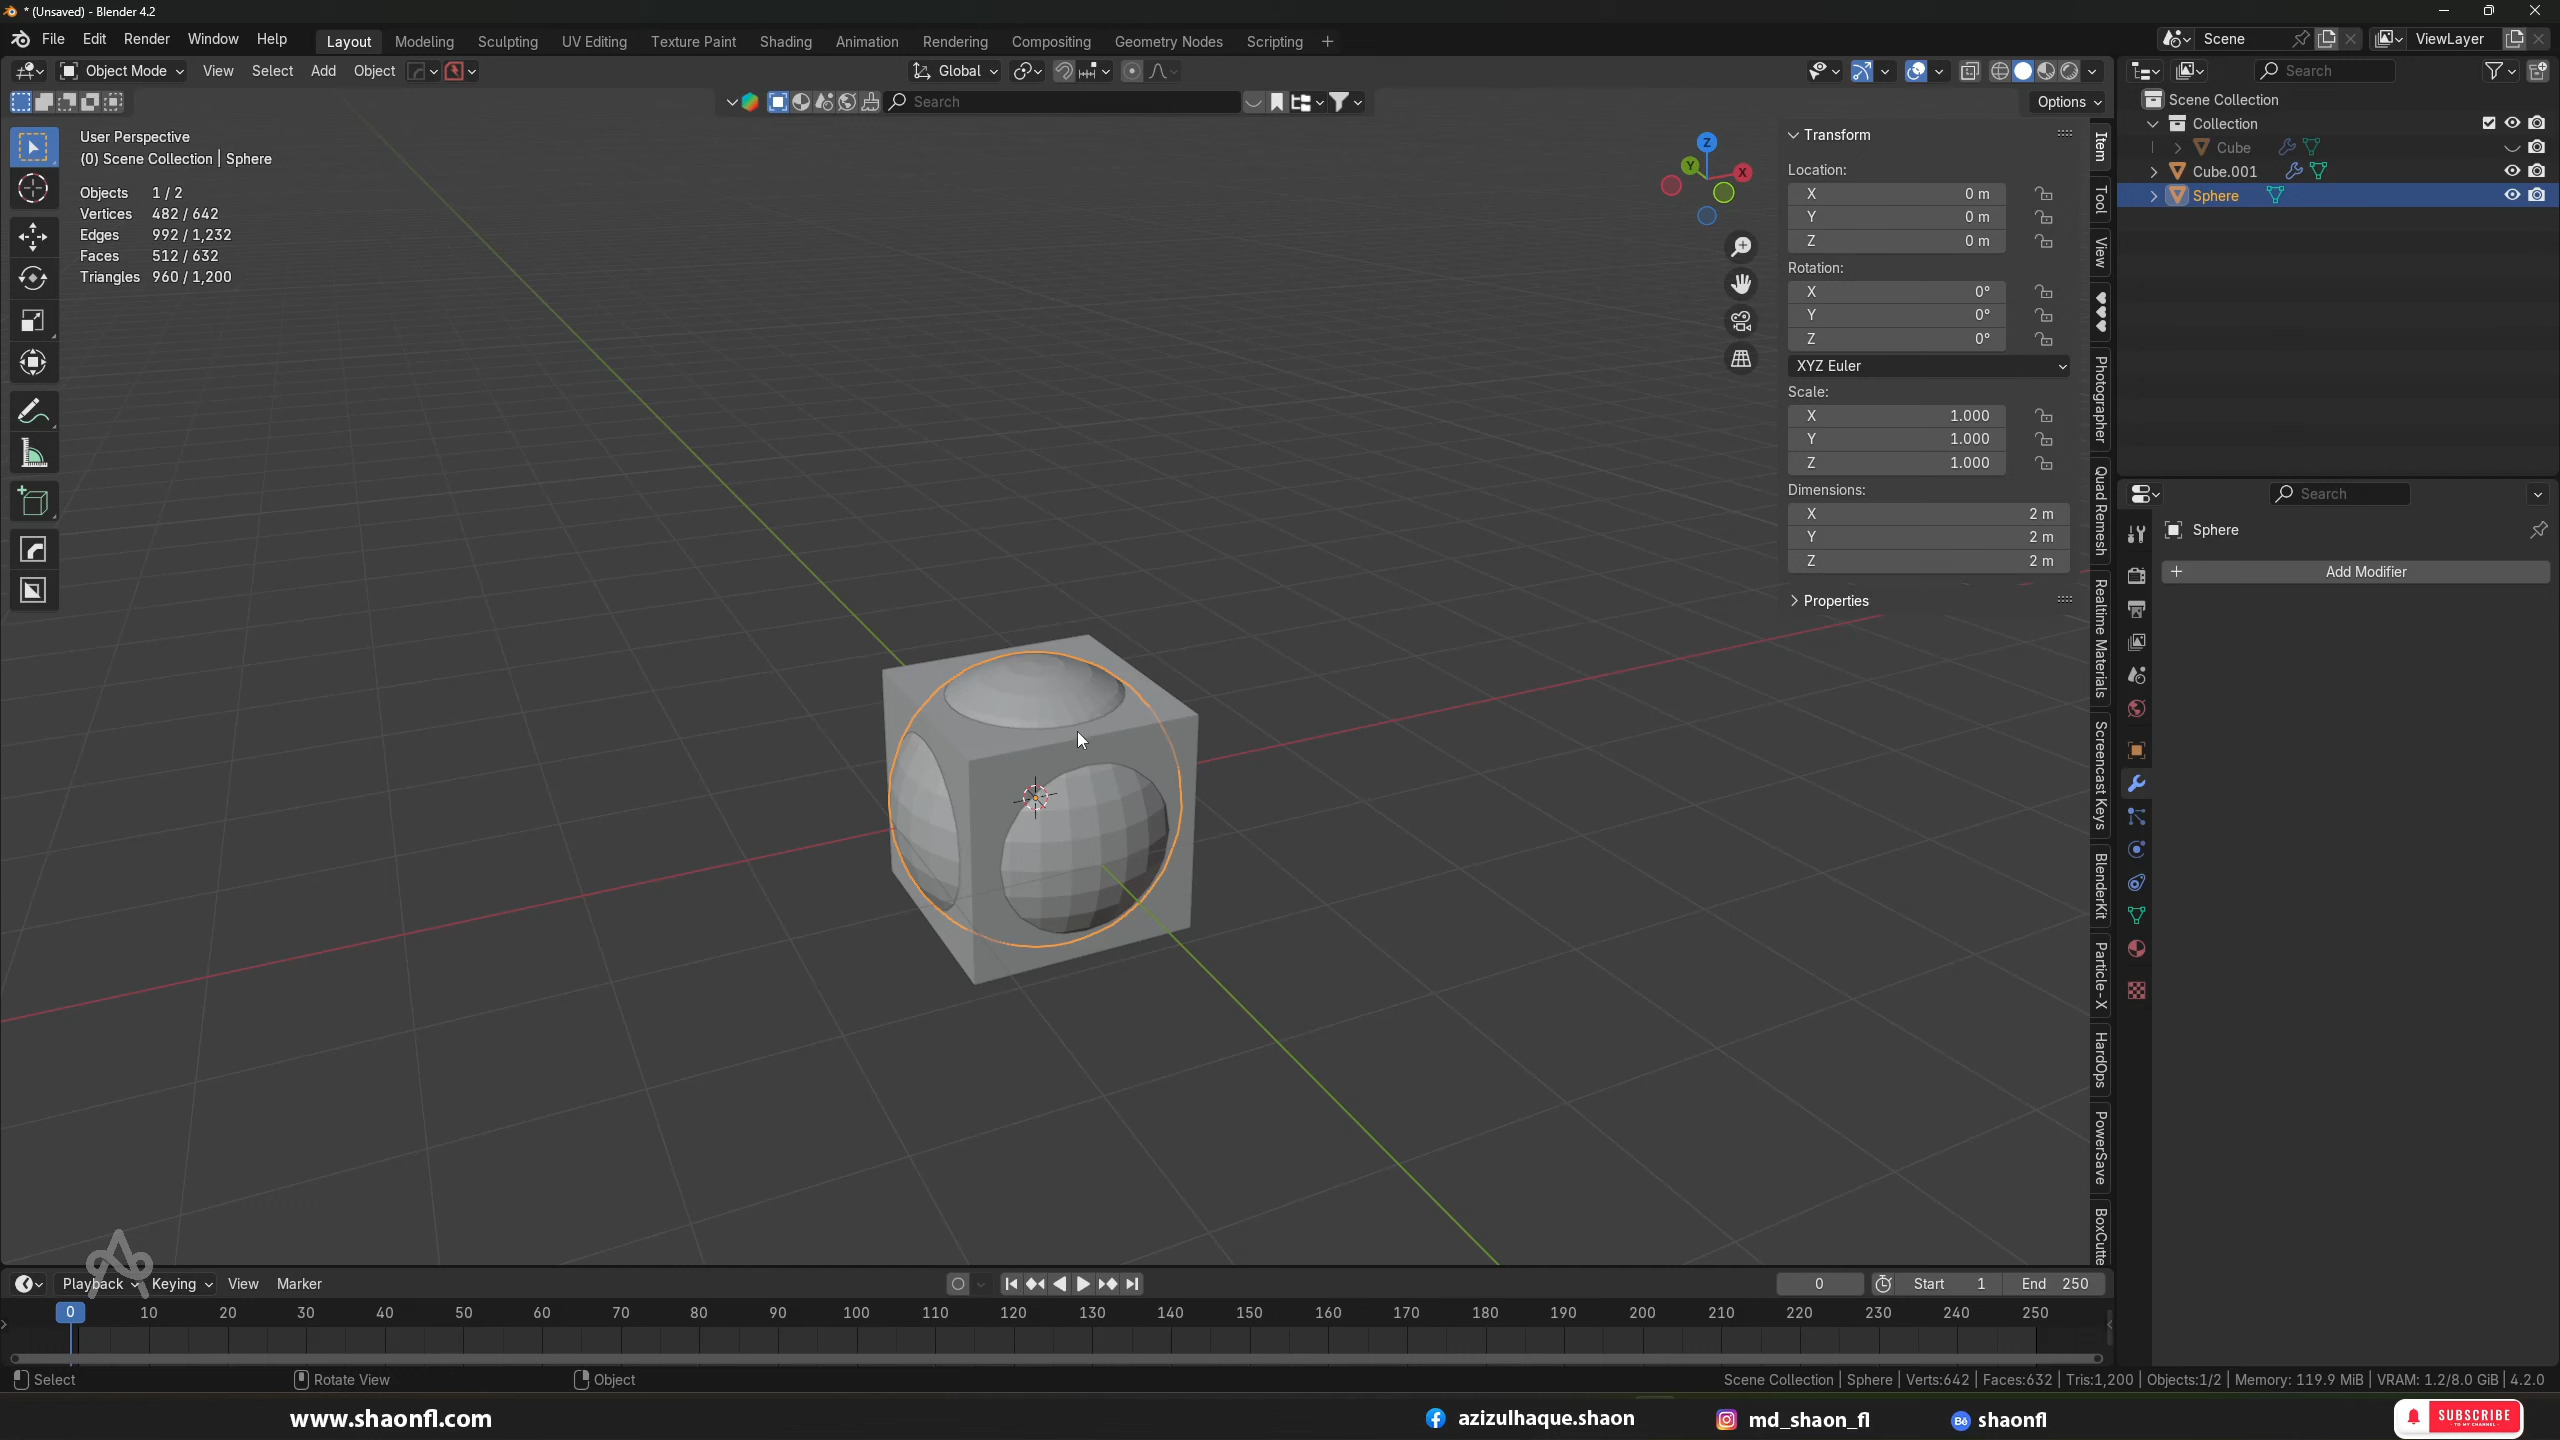 * (Unsaved) - Blender 4.2
File Edit Render Window Help Layout Modeling Sculpting UV Editing Texture Paint Shading Animation Rendering Compositing Geometry Nodes Scripting + Scene ViewLayer
Object Mode View Select Add Object Global Search
Search Options
User Perspective
(0) Scene Collection | Sphere
Objects 1 / 2
Vertices 482 / 642
Edges 992 / 1,232
Faces 512 / 632
Triangles 960 / 1,200
Z
Y
X
Transform
Location:
X 0 m
Y 0 m
Z 0 m
Rotation:
X 0°
Y 0°
Z 0°
XYZ Euler
Scale:
X 1.000
Y 1.000
Z 1.000
Dimensions:
X 2 m
Y 2 m
Z 2 m
Properties
Item
Tool
View
Photographer
Quad Remesh
Realtime Materials
Screencast Keys
BlenderKit
Particle-X
HardOps
PowerSave
BoxCutte
Scene Collection
Collection
Cube
Cube.001
Sphere
Search
Sphere
+ Add Modifier
Playback Keying View Marker 0 Start 1 End 250
0 10 20 30 40 50 60 70 80 90 100 110 120 130 140 150 160 170 180 190 200 210 220 230 240 250
Select Rotate View Object Scene Collection | Sphere | Verts:642 | Faces:632 | Tris:1,200 | Objects:1/2 | Memory: 119.9 MiB | VRAM: 1.2/8.0 GiB | 4.2.0
www.shaonfl.com azizulhaque.shaon md_shaon_fl Bē shaonfl SUBSCRIBE
TO MY CHANNEL